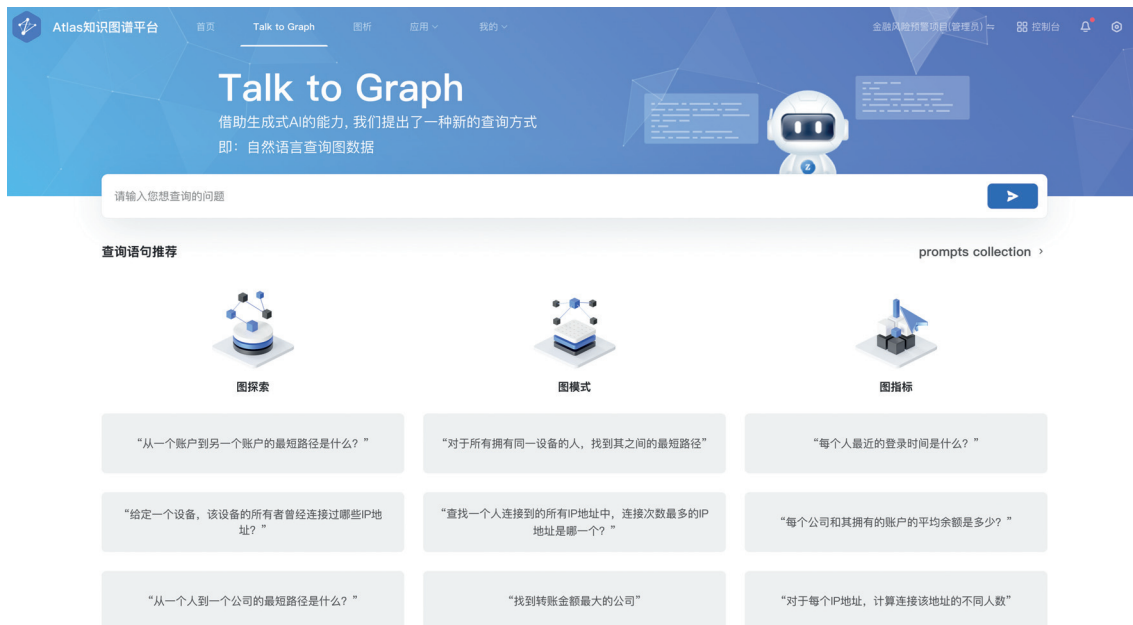 Atlas知识图谱平台
首页
Talk to Graph
图析
应用
我的
金融风险预警项目(管理员)
控制台
Talk to Graph
借助生成式AI的能力, 我们提出了一种新的查询方式
即：自然语言查询图数据
Z
请输入您想查询的问题
查询语句推荐
prompts collection
图探索
图模式
图指标
“从一个账户到另一个账户的最短路径是什么？”
“对于所有拥有同一设备的人，找到其之间的最短路径”
“每个人最近的登录时间是什么？”
“给定一个设备，该设备的所有者曾经连接过哪些IP地
址？”
“查找一个人连接到的所有IP地址中，连接次数最多的IP
地址是哪一个？”
“每个公司和其拥有的账户的平均余额是多少？”
“从一个人到一个公司的最短路径是什么？”
“找到转账金额最大的公司”
“对于每个IP地址，计算连接该地址的不同人数”